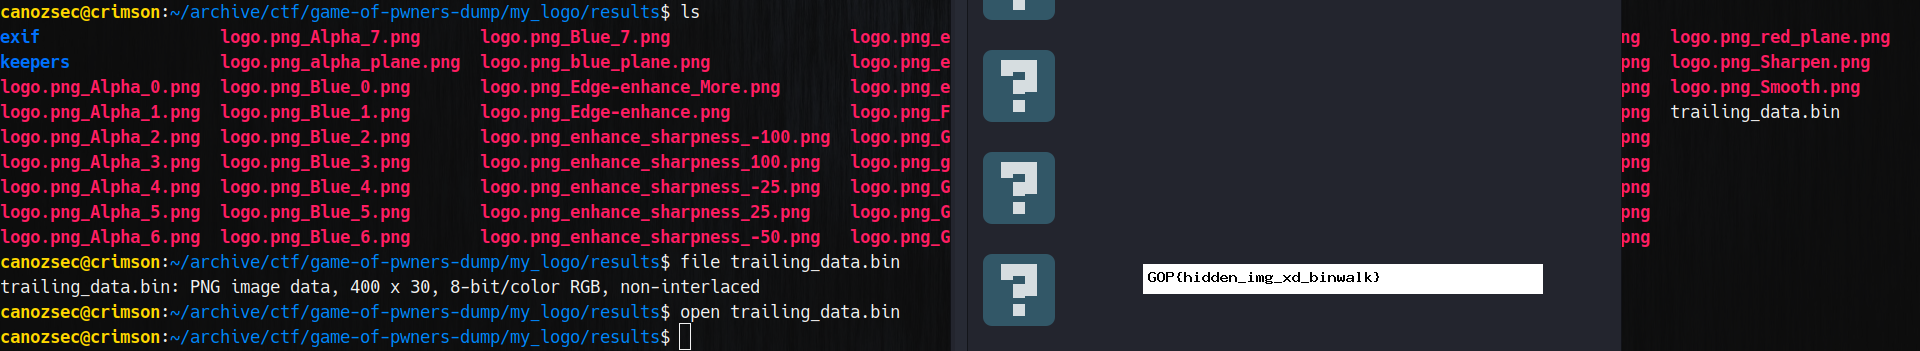 canozsec@crimson:~/archive/ctf/game-of-pwners-dump/my_logo/results$ ls
exif logo.png_Alpha_7.png logo.png_Blue_7.png logo.png_e ng logo.png_red_plane.png
keepers logo.png_alpha_plane.png logo.png_blue_plane.png logo.png_e png logo.png_Sharpen.png
logo.png_Alpha_0.png logo.png_Blue_0.png logo.png_Edge-enhance_More.png logo.png_e png logo.png_Smooth.png
logo.png_Alpha_1.png logo.png_Blue_1.png logo.png_Edge-enhance.png logo.png_F png trailing_data.bin
logo.png_Alpha_2.png logo.png_Blue_2.png logo.png_enhance_sharpness_-100.png logo.png_G png
logo.png_Alpha_3.png logo.png_Blue_3.png logo.png_enhance_sharpness_100.png logo.png_g png
logo.png_Alpha_4.png logo.png_Blue_4.png logo.png_enhance_sharpness_-25.png logo.png_G png
logo.png_Alpha_5.png logo.png_Blue_5.png logo.png_enhance_sharpness_25.png logo.png_G png
logo.png_Alpha_6.png logo.png_Blue_6.png logo.png_enhance_sharpness_-50.png logo.png_G png
canozsec@crimson:~/archive/ctf/game-of-pwners-dump/my_logo/results$ file trailing_data.bin
trailing_data.bin: PNG image data, 400 x 30, 8-bit/color RGB, non-interlaced
canozsec@crimson:~/archive/ctf/game-of-pwners-dump/my_logo/results$ open trailing_data.bin
canozsec@crimson:~/archive/ctf/game-of-pwners-dump/my_logo/results$
?
?
?
GOP{hidden_img_xd_binwalk}